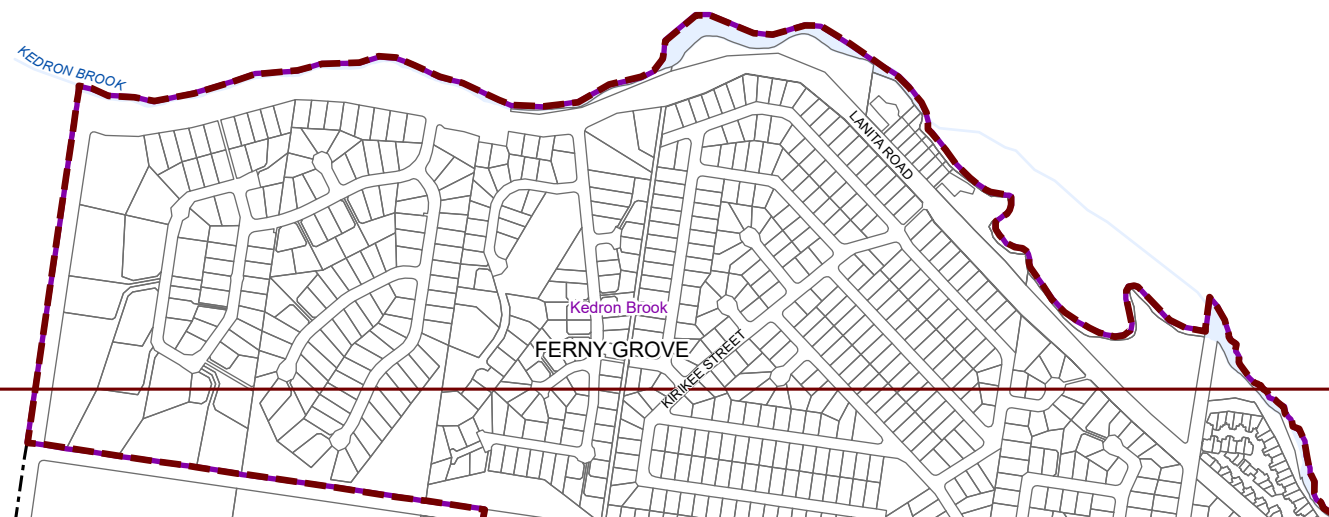 KEDRON BROOK
LANITA ROAD
Kedron Brook
FERNY GROVE
KIRIKEE STREET